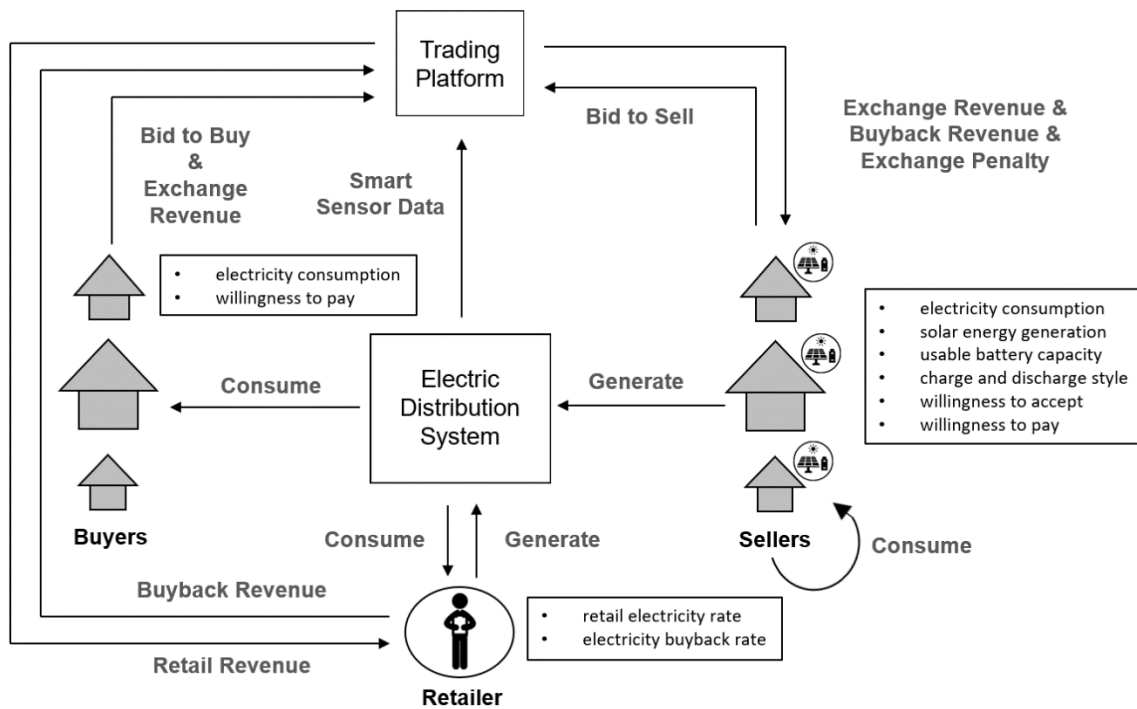 Trading
Platform
Bid to Buy
&
Exchange
Revenue
Smart
Sensor Data
Bid to Sell
Exchange Revenue &
Buyback Revenue &
Exchange Penalty
• electricity consumption
• willingness to pay
• electricity consumption
• solar energy generation
• usable battery capacity
• charge and discharge style
• willingness to accept
• willingness to pay
Consume
Electric
Distribution
System
Generate
Buyers
Consume
Generate
Sellers
Consume
Buyback Revenue
• retail electricity rate
• electricity buyback rate
Retail Revenue
Retailer